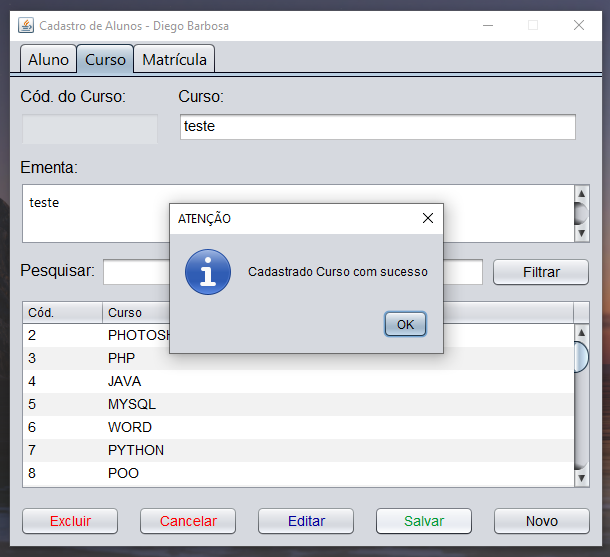 Cadastro de Alunos - Diego Barbosa
Aluno Curso Matrícula
Cód. do Curso: Curso:
teste
Ementa:
teste
ATENÇÃO
Cadastrado Curso com sucesso
OK
Pesquisar: Filtrar
Cód. Curso
2 PHOTOSH
3 PHP
4 JAVA
5 MYSQL
6 WORD
7 PYTHON
8 POO
Excluir Cancelar Editar Salvar Novo